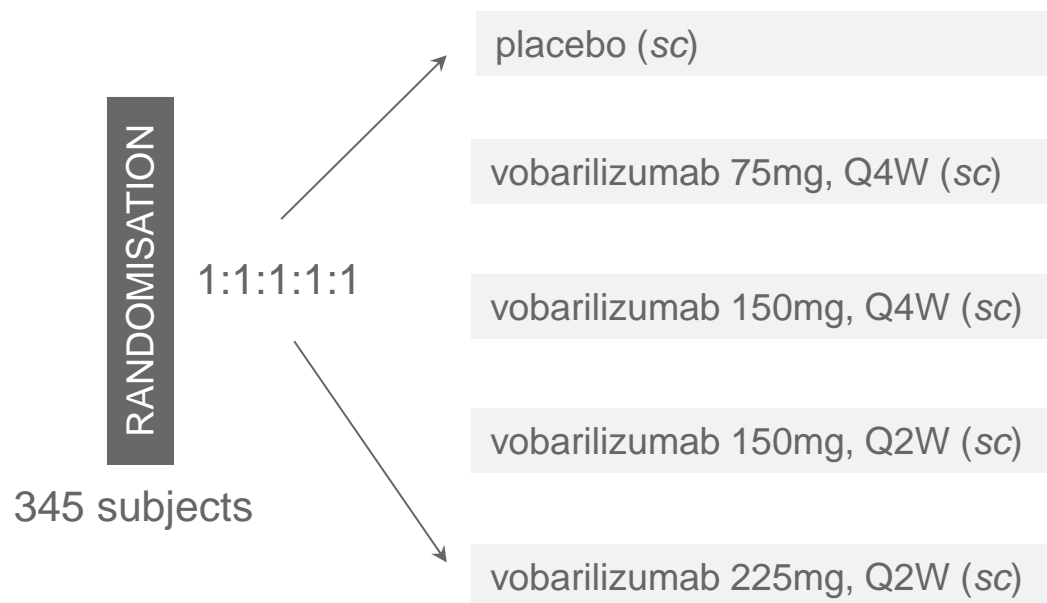 RANDOMISATION
345 subjects
1:1:1:1:1
placebo (sc)
vobarilizumab 75mg, Q4W (sc)
vobarilizumab 150mg, Q4W (sc)
vobarilizumab 150mg, Q2W (sc)
vobarilizumab 225mg, Q2W (sc)